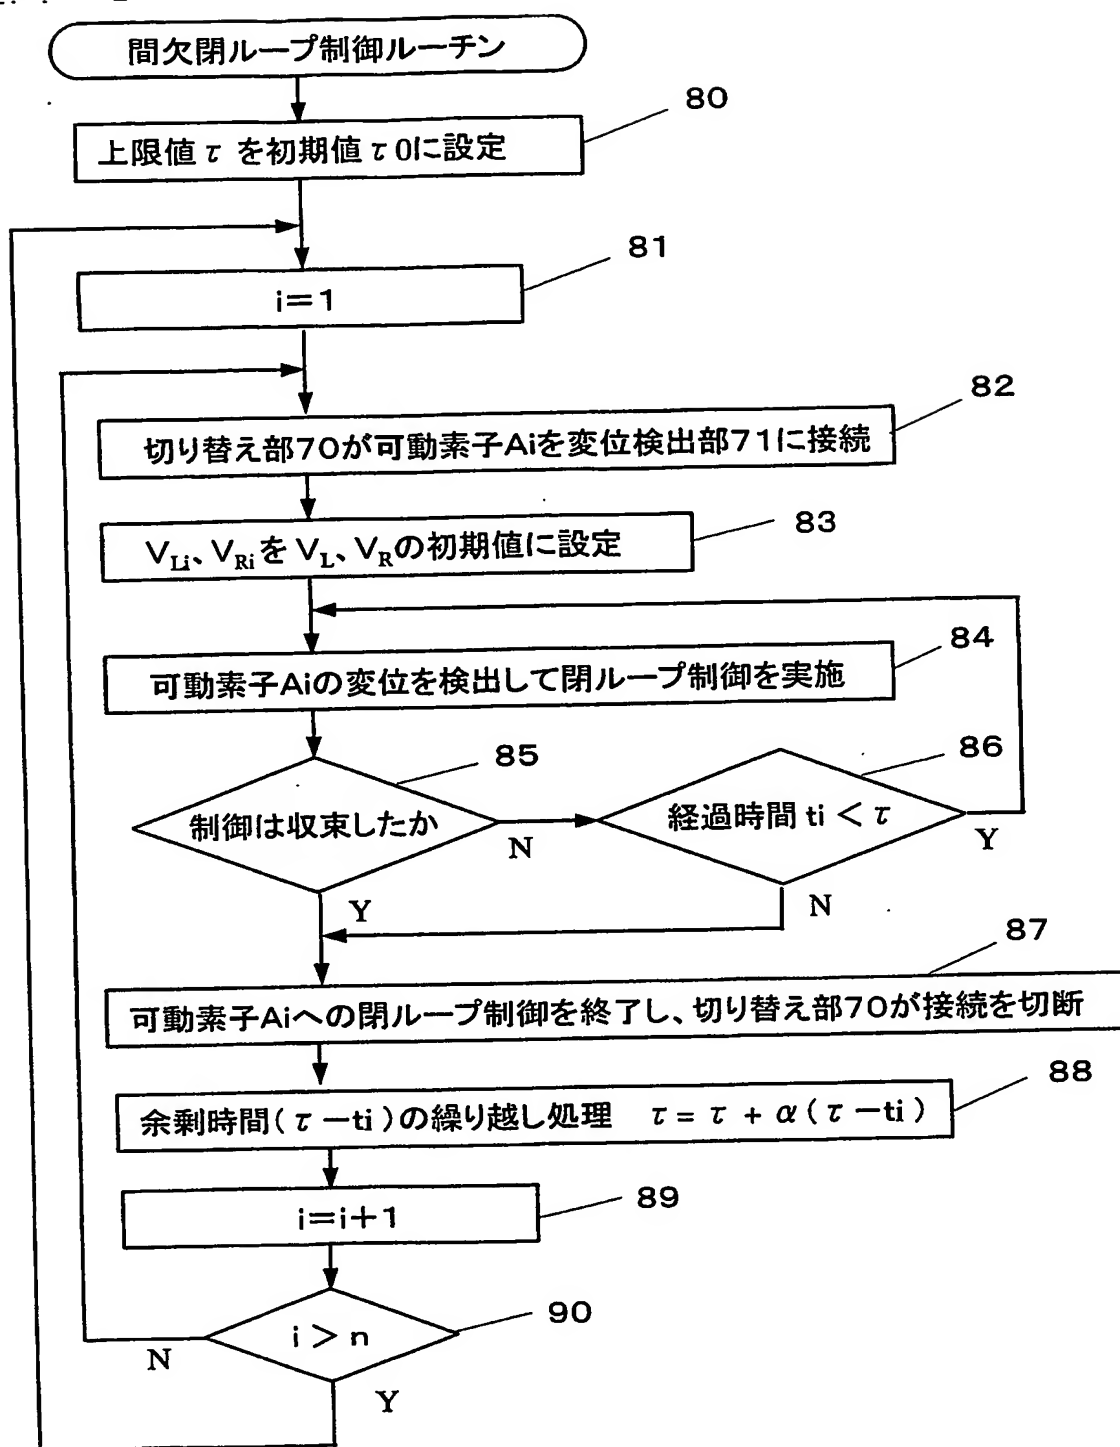 間欠閉ループ制御ルーチン
80
上限値τ を初期値τ0に設定
81
i=1
82
切り替え部70が可動素子Aiを変位検出部71に接続
83
VLi、VRiをVL、VRの初期値に設定
84
可動素子Aiの変位を検出して閉ループ制御を実施
85
86
制御は収束したか
N
経過時間 ti < τ
Y
Y
N
87
可動素子Aiへの閉ループ制御を終了し、切り替え部70が接続を切断
88
余剰時間(τ-ti)の繰り越し処理 τ=τ+α(τ-ti)
89
i=i+1
90
i>n
N
Y